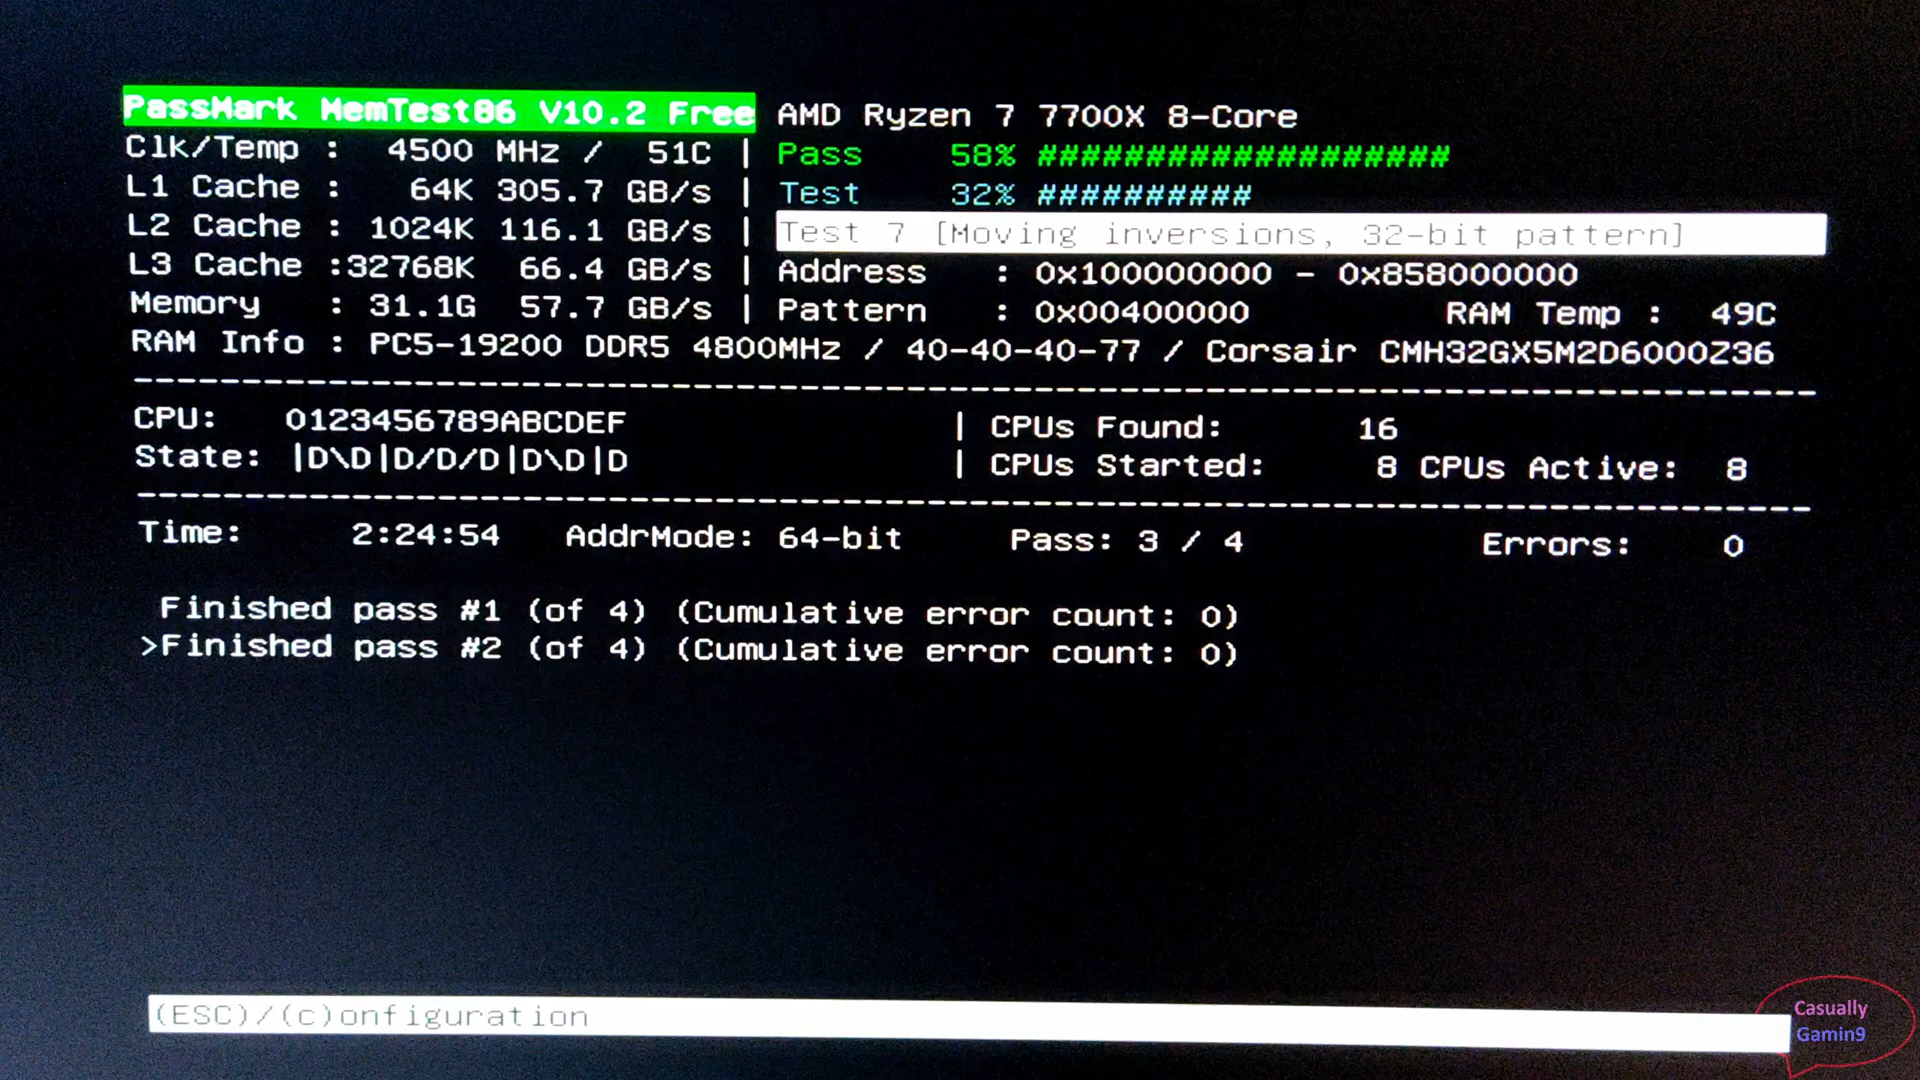 PassMark MemTest86 V10.2 Free AMD Ryzen 7 7700X 8-Core
Clk/Temp : 4500 MHz / 51C | Pass 58% ###################
L1 Cache : 64K 305.7 GB/s | Test 32% ##########
L2 Cache : 1024K 116.1 GB/s | Test 7 [Moving inversions, 32-bit pattern]
L3 Cache :32768K 66.4 GB/s | Address : 0x100000000 - 0x858000000
Memory : 31.1G 57.7 GB/s | Pattern : 0x00400000 RAM Temp : 49C
RAM Info : PC5-19200 DDR5 4800MHz / 40-40-40-77 / Corsair CMH32GX5M2D6000Z36
CPU: 0123456789ABCDEF | CPUs Found: 16
State: |D\D|D/D/D|D\D|D | CPUs Started: 8 CPUs Active: 8
Time: 2:24:54 AddrMode: 64-bit Pass: 3 / 4 Errors: 0
Finished pass #1 (of 4) (Cumulative error count: 0)
>Finished pass #2 (of 4) (Cumulative error count: 0)
(ESC)/(c)onfiguration
Casually
Gamin9